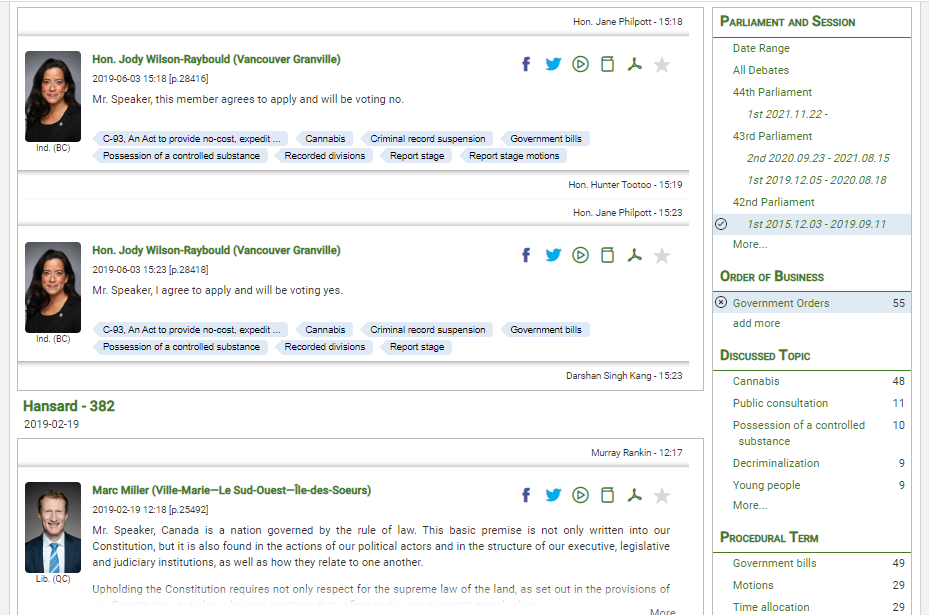 Hon. Jane Philpott - 15:18
Hon. Jody Wilson-Raybould (Vancouver Granville)
2019-06-03 15:18 [p.28416]
Mr. Speaker, this member agrees to apply and will be voting no.
Ind. (BC)
C-93, An Act to provide no-cost, expedit ... Cannabis Criminal record suspension Government bills
Possession of a controlled substance Recorded divisions Report stage Report stage motions
Hon. Hunter Tootoo - 15:19
Hon. Jane Philpott - 15:23
Hon. Jody Wilson-Raybould (Vancouver Granville)
2019-06-03 15:23 [p.28418]
Mr. Speaker, I agree to apply and will be voting yes.
Ind. (BC)
C-93, An Act to provide no-cost, expedit ... Cannabis Criminal record suspension Government bills
Possession of a controlled substance Recorded divisions Report stage
Darshan Singh Kang - 15:23
Hansard - 382
2019-02-19
Murray Rankin - 12:17
Marc Miller (Ville-Marie—Le Sud-Ouest—Île-des-Soeurs)
2019-02-19 12:18 [p.25492]
Mr. Speaker, Canada is a nation governed by the rule of law. This basic premise is not only written into our
Constitution, but it is also found in the actions of our political actors and in the structure of our executive, legislative
and judiciary institutions, as well as how they relate to one another.
Lib. (QC)
Upholding the Constitution requires not only respect for the supreme law of the land, as set out in the provisions of
More...
Parliament and Session
Date Range
All Debates
44th Parliament
1st 2021.11.22 -
43rd Parliament
2nd 2020.09.23 - 2021.08.15
1st 2019.12.05 - 2020.08.18
42nd Parliament
1st 2015.12.03 - 2019.09.11
More...
Order of Business
Government Orders 55
add more
Discussed Topic
Cannabis 48
Public consultation 11
Possession of a controlled 10
substance
Decriminalization 9
Young people 9
More...
Procedural Term
Government bills 49
Motions 29
Time allocation 29